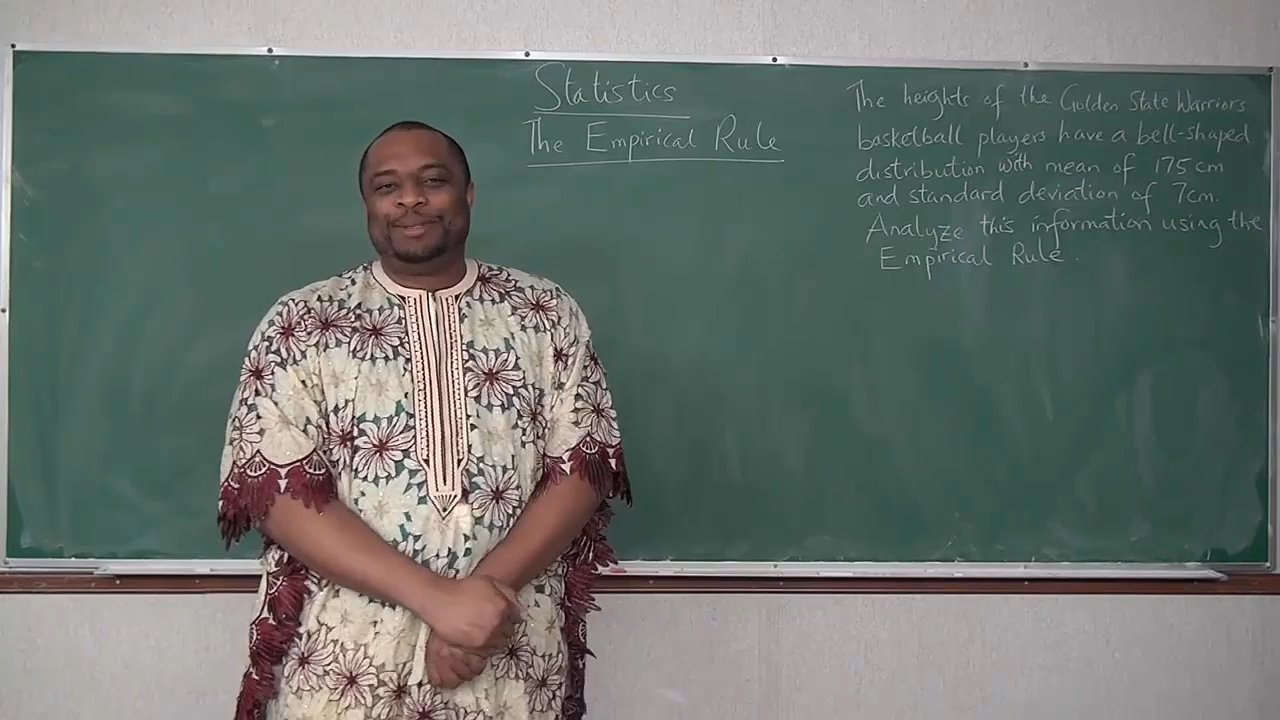 Statistics
The Empirical Rule
The heights of the Golden State Warriors
basketball players have a bell-shaped
distribution with mean of 175 cm
and standard deviation of 7cm.
Analyze this information using the
Empirical Rule.